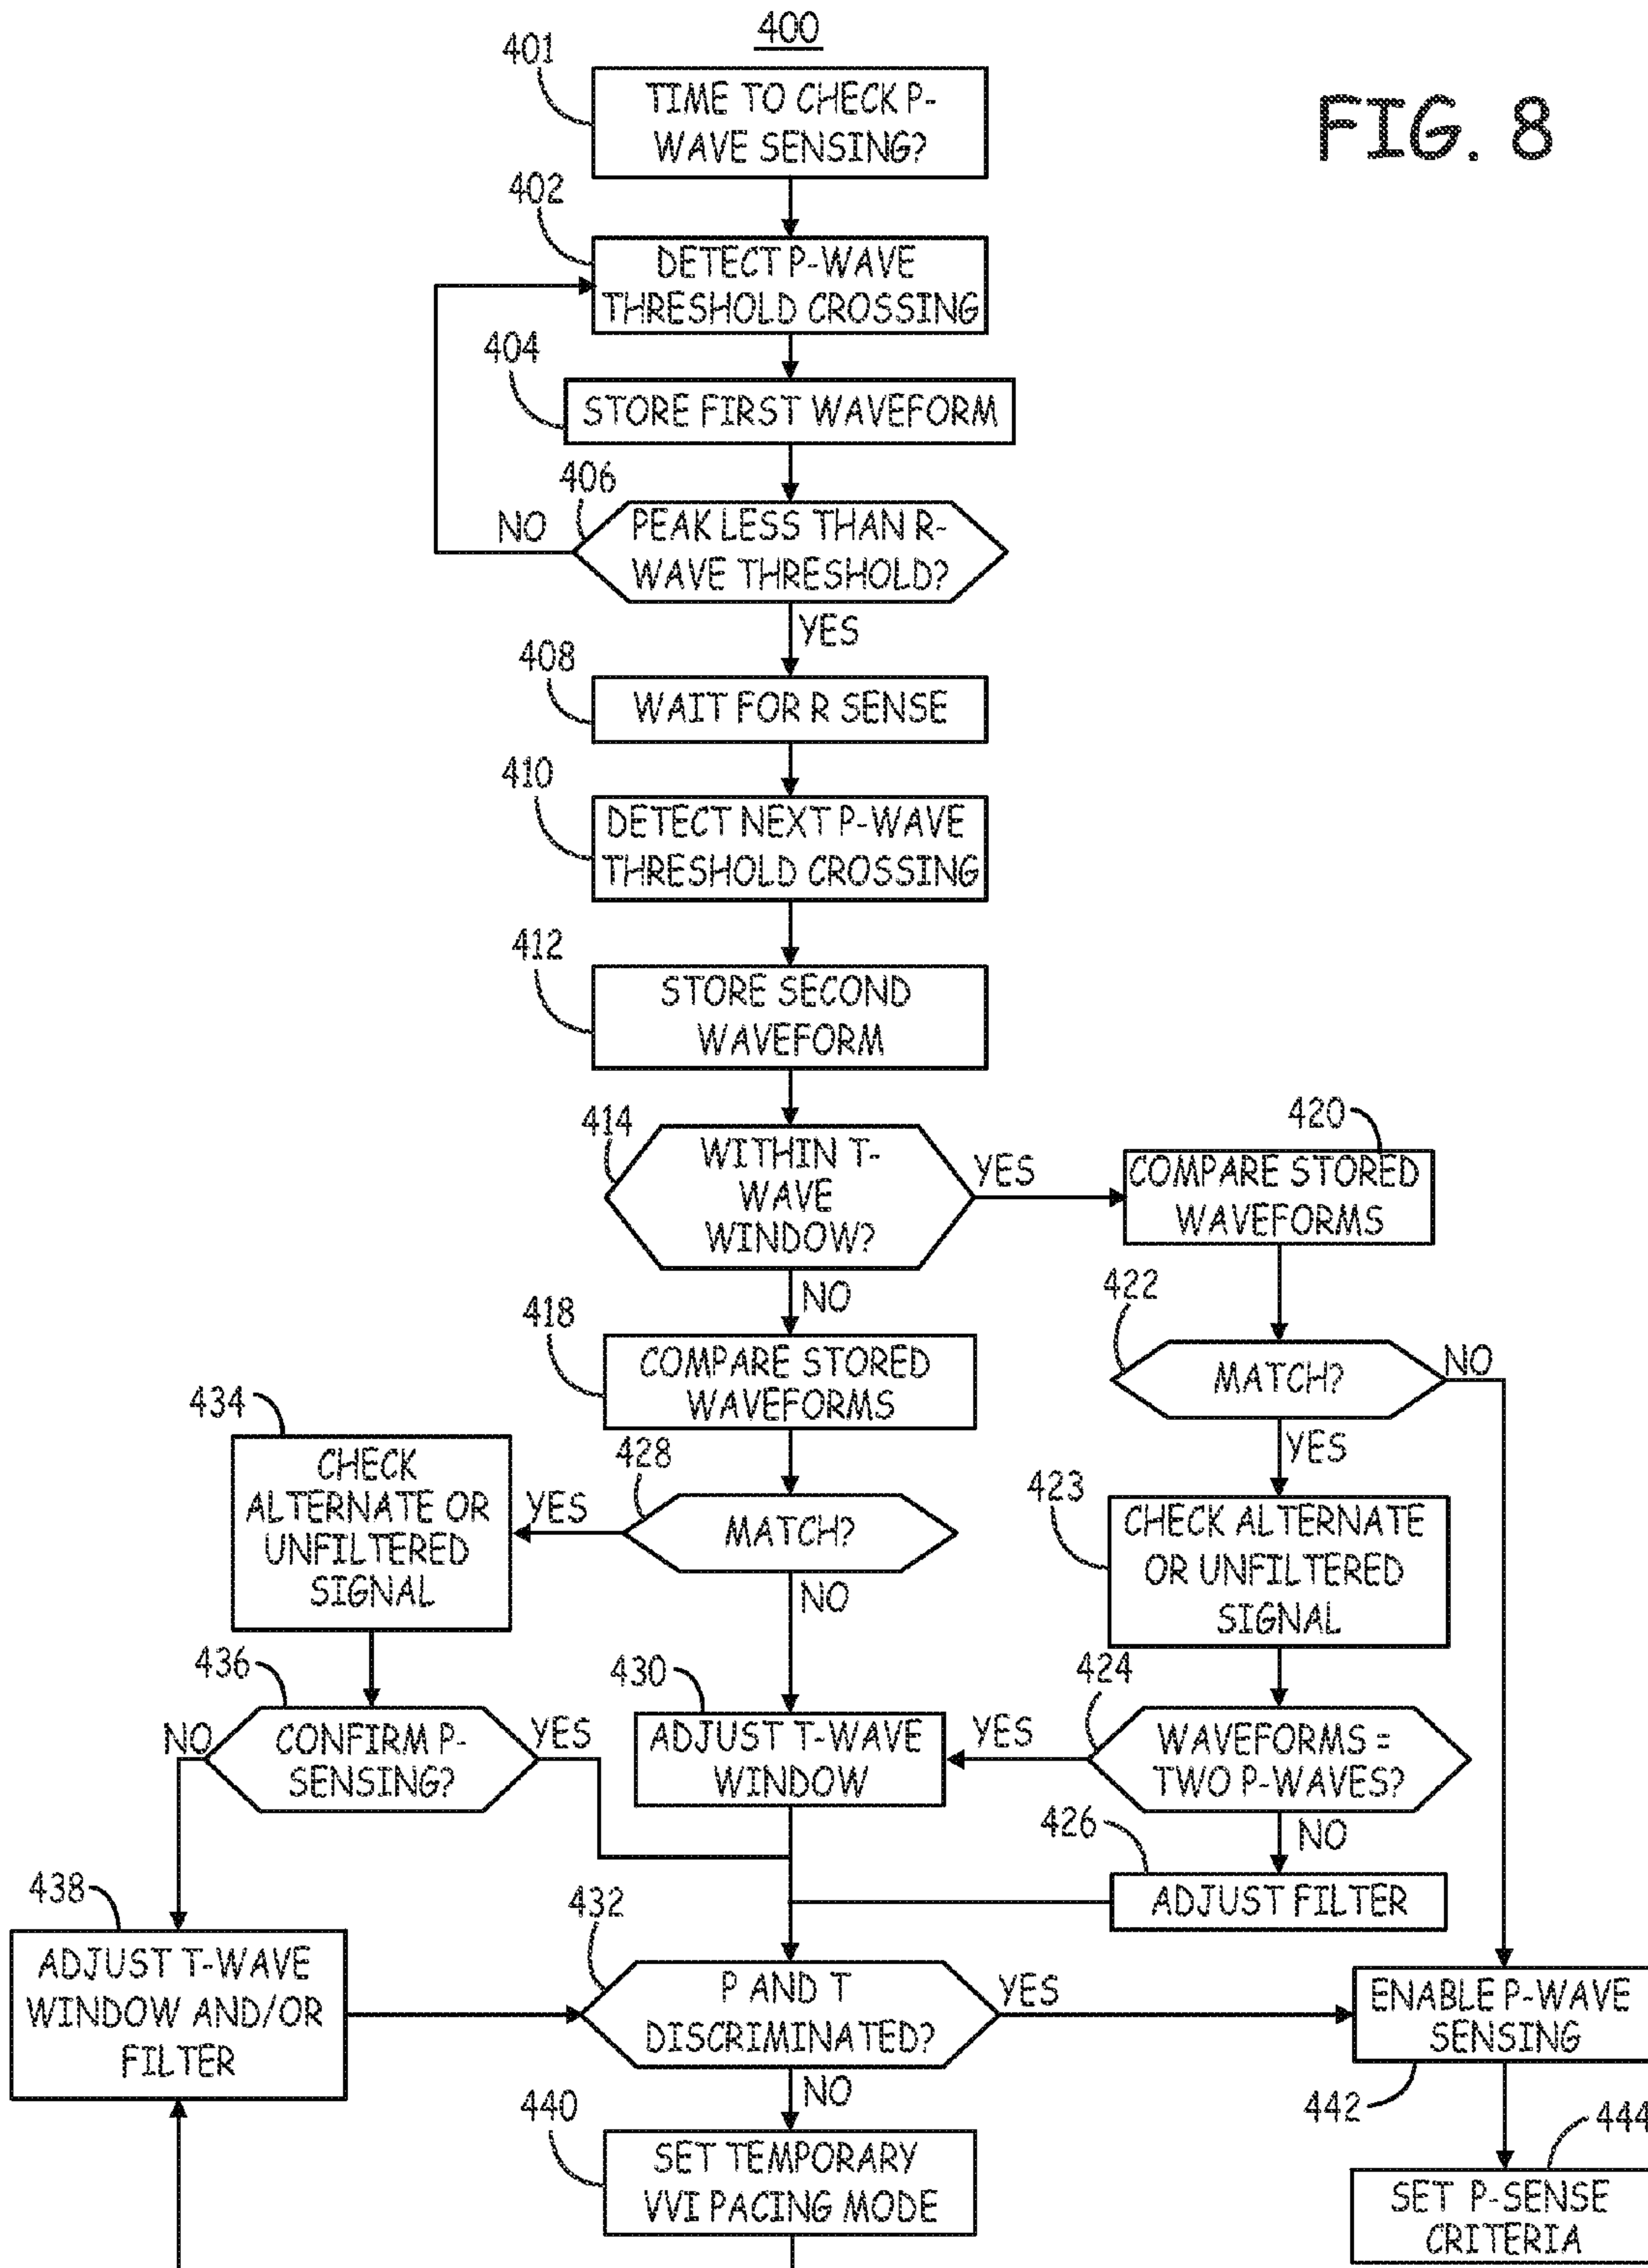 400
FIG. 8
401
TIME TO CHECK P-
WAVE SENSING?
402
DETECT P-WAVE
THRESHOLD CROSSING
404
STORE FIRST WAVEFORM
406
NO
PEAK LESS THAN R-
WAVE THRESHOLD?
YES
408
WAIT FOR R SENSE
410
DETECT NEXT P-WAVE
THRESHOLD CROSSING
412
STORE SECOND
WAVEFORM
414
WITHIN T-
WAVE
WINDOW?
YES
NO
420
COMPARE STORED
WAVEFORMS
422
MATCH?
NO
YES
418
COMPARE STORED
WAVEFORMS
428
MATCH?
YES
NO
434
CHECK
ALTERNATE OR
UNFILTERED
SIGNAL
423
CHECK ALTERNATE
OR UNFILTERED
SIGNAL
436
NO
CONFIRM P-
SENSING?
YES
430
ADJUST T-WAVE
WINDOW
424
YES
WAVEFORMS =
TWO P-WAVES?
NO
426
ADJUST FILTER
438
ADJUST T-WAVE
WINDOW AND/OR
FILTER
432
P AND T
DISCRIMINATED?
YES
NO
ENABLE P-WAVE
SENSING
442
440
SET TEMPORARY
VVI PACING MODE
444
SET P-SENSE
CRITERIA